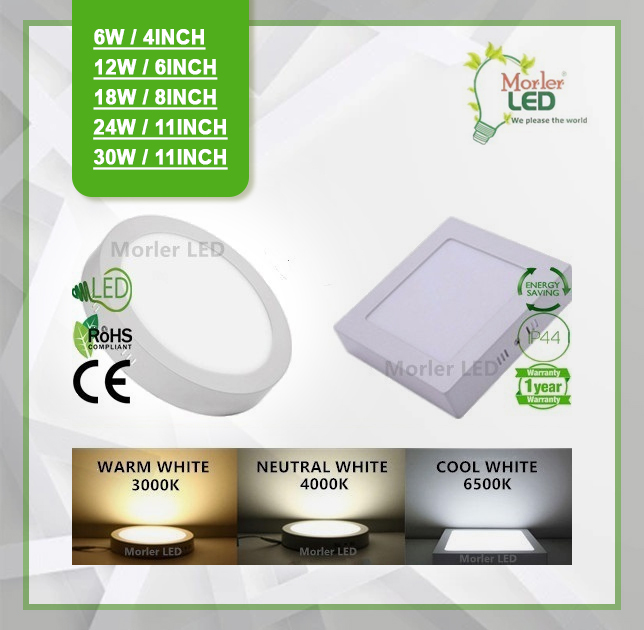 6W / 4INCH
12W / 6INCH
18W / 8INCH
24W / 11INCH
30W / 11INCH
Morler®
LED
We please the world
Morler LED
LED
RoHS
COMPLIANT
CE
ENERGY
SAVING
IP44
Morler LED
Warranty
1 year
Warranty
WARM WHITE
3000K
Morler LED
NEUTRAL WHITE
4000K
Morler LED
COOL WHITE
6500K
Morler LED